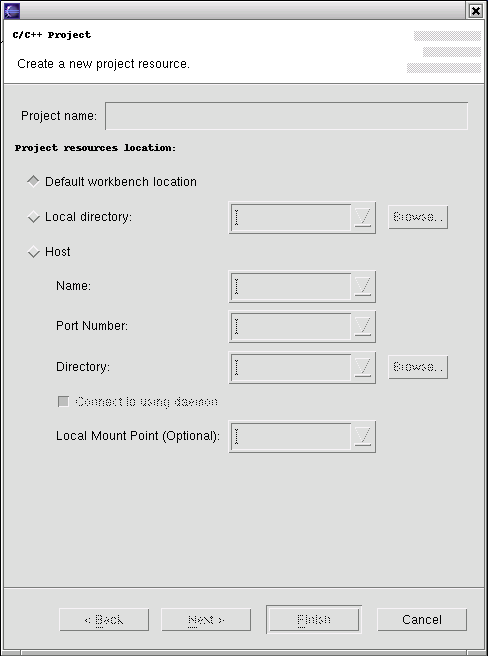 C/C++ Project
Create a new project resource.
Project name:
Project resources location:
Default workbench location
Local directory:
Browse..
Host
Name:
Port Number:
Directory:
Browse..
Connect to using daemon
Local Mount Point (Optional):
< Back
Next >
Finish
Cancel